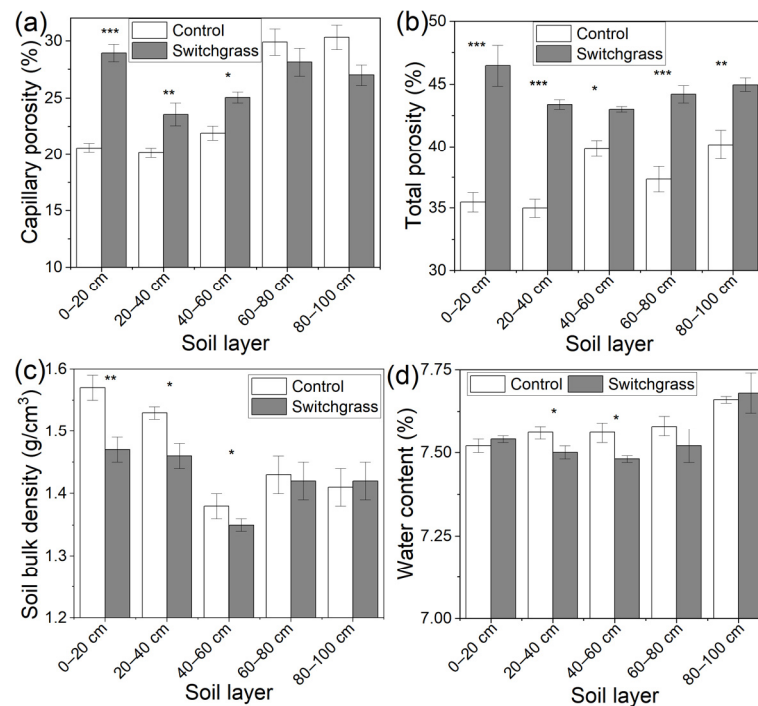 (a)
Control
Switchgrass
Capillary porosity (%)
30
25
20
15
10
***
**
*
0–20 cm
20–40 cm
40–60 cm
60–80 cm
80–100 cm
Soil layer
(b)
Control
Switchgrass
Total porosity (%)
50
45
40
35
30
***
***
*
***
**
0–20 cm
20–40 cm
40–60 cm
60–80 cm
80–100 cm
Soil layer
(c)
Control
Switchgrass
Soil bulk density (g/cm³)
1.6
1.5
1.4
1.3
1.2
**
*
*
0–20 cm
20–40 cm
40–60 cm
60–80 cm
80–100 cm
Soil layer
(d)
Control Switchgrass
Water content (%)
7.75
7.50
7.25
7.00
*
*
0–20 cm
20–40 cm
40–60 cm
60–80 cm
80–100 cm
Soil layer